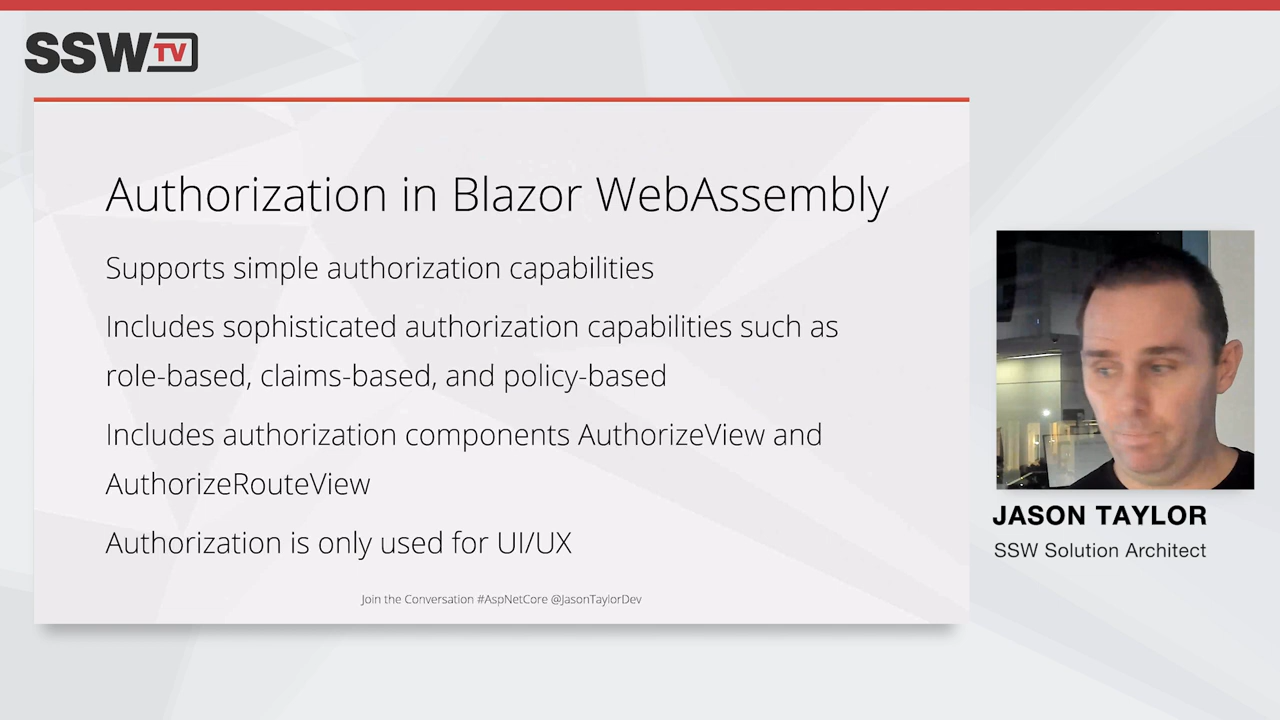 SSW TV
Authorization in Blazor WebAssembly
Supports simple authorization capabilities
Includes sophisticated authorization capabilities such as
role-based, claims-based, and policy-based
Includes authorization components AuthorizeView and
AuthorizeRouteView
Authorization is only used for UI/UX
Join the Conversation #AspNetCore @JasonTaylorDev
JASON TAYLOR
SSW Solution Architect